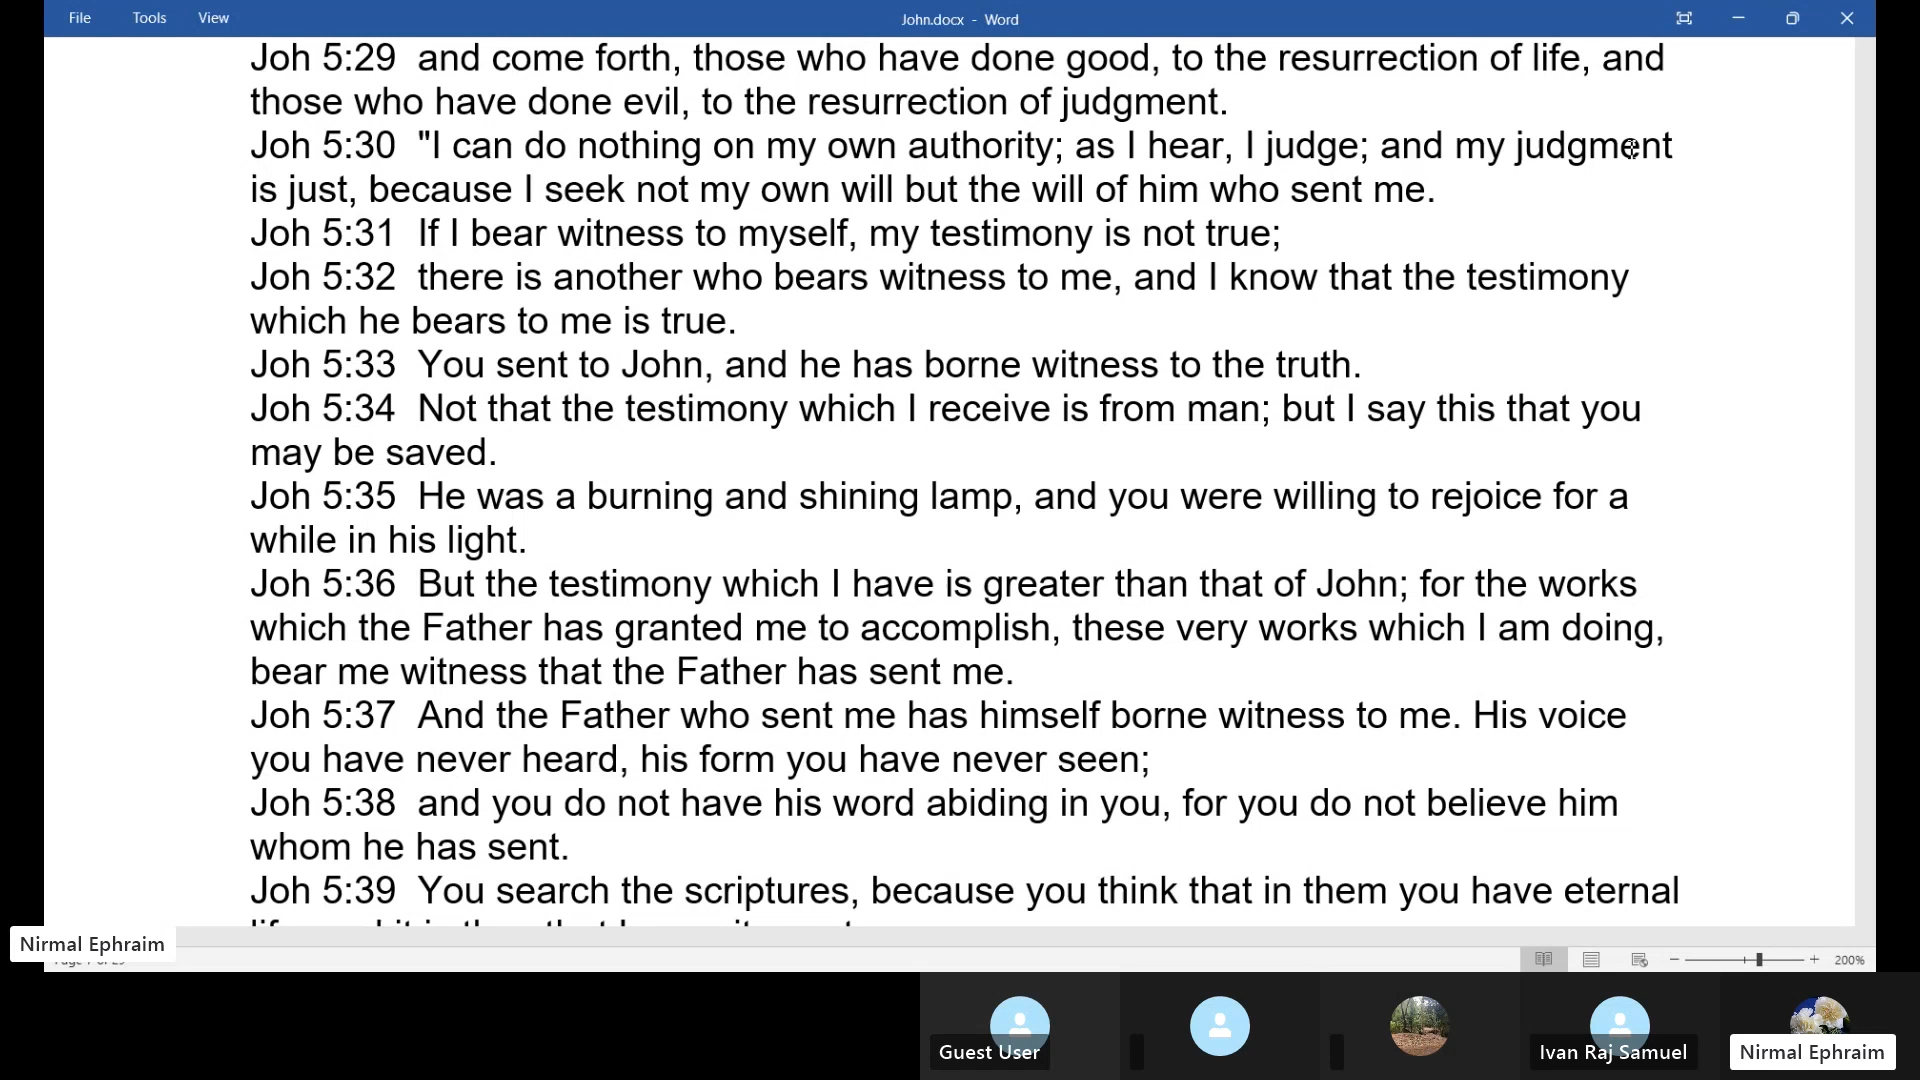 File Tools View John.docx - Word
Joh 5:29 and come forth, those who have done good, to the resurrection of life, and
those who have done evil, to the resurrection of judgment.
Joh 5:30 "I can do nothing on my own authority; as I hear, I judge; and my judgment
is just, because I seek not my own will but the will of him who sent me.
Joh 5:31 If I bear witness to myself, my testimony is not true;
Joh 5:32 there is another who bears witness to me, and I know that the testimony
which he bears to me is true.
Joh 5:33 You sent to John, and he has borne witness to the truth.
Joh 5:34 Not that the testimony which I receive is from man; but I say this that you
may be saved.
Joh 5:35 He was a burning and shining lamp, and you were willing to rejoice for a
while in his light.
Joh 5:36 But the testimony which I have is greater than that of John; for the works
which the Father has granted me to accomplish, these very works which I am doing,
bear me witness that the Father has sent me.
Joh 5:37 And the Father who sent me has himself borne witness to me. His voice
you have never heard, his form you have never seen;
Joh 5:38 and you do not have his word abiding in you, for you do not believe him
whom he has sent.
Joh 5:39 You search the scriptures, because you think that in them you have eternal
Nirmal Ephraim
200%
Guest User
Ivan Raj Samuel
Nirmal Ephraim